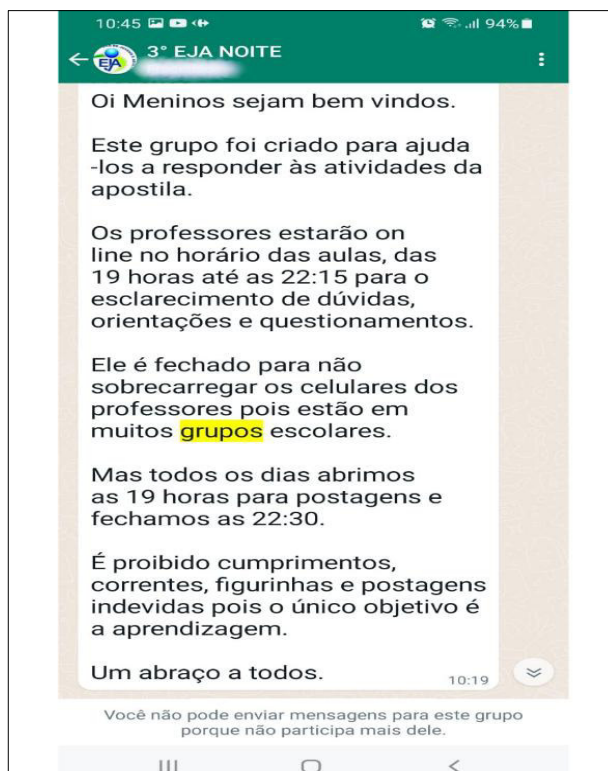 10:45 94%
EJA 3° EJA NOITE
Oi Meninos sejam bem vindos.
Este grupo foi criado para ajuda
-los a responder às atividades da
apostila.
Os professores estarão on
line no horário das aulas, das
19 horas até as 22:15 para o
esclarecimento de dúvidas,
orientações e questionamentos.
Ele é fechado para não
sobrecarregar os celulares dos
professores pois estão em
muitos grupos escolares.
Mas todos os dias abrimos
as 19 horas para postagens e
fechamos as 22:30.
É proibido cumprimentos,
correntes, figurinhas e postagens
indevidas pois o único objetivo é
a aprendizagem.
Um abraço a todos. 10:19
Você não pode enviar mensagens para este grupo
porque não participa mais dele.